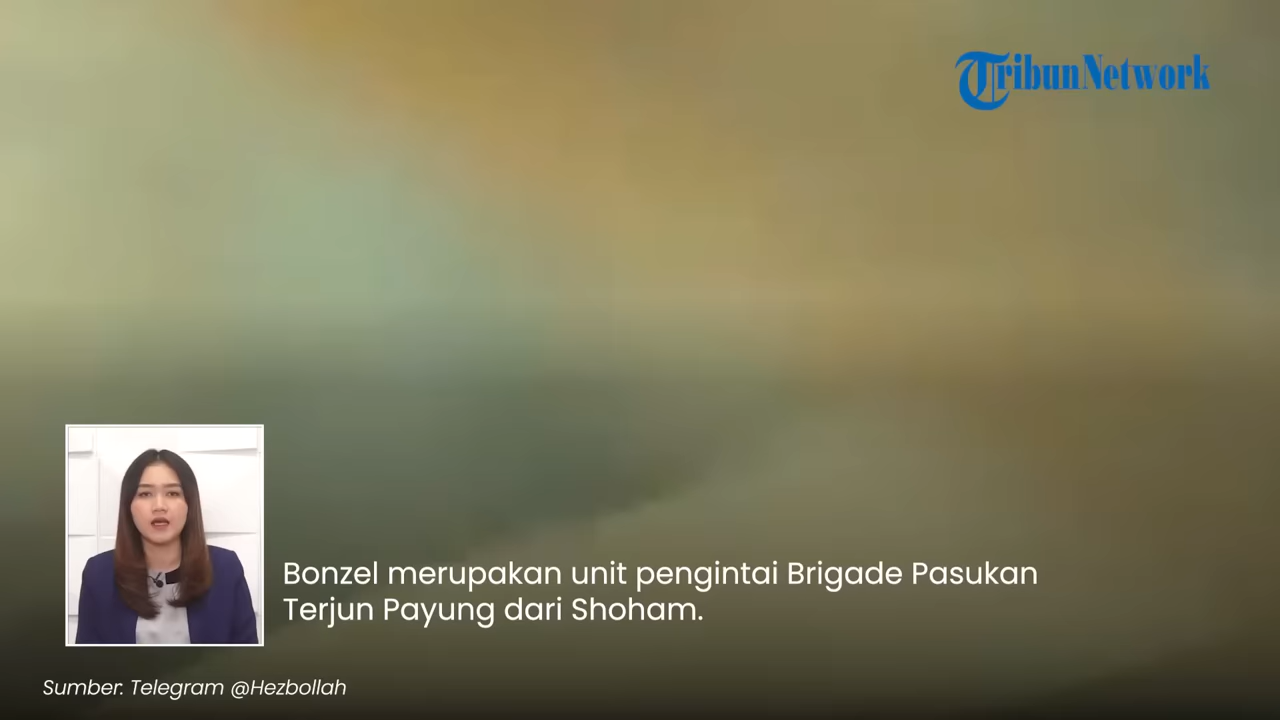 TribunNetwork
Bonzel merupakan unit pengintai Brigade Pasukan
Terjun Payung dari Shoham.
Sumber: Telegram @Hezbollah